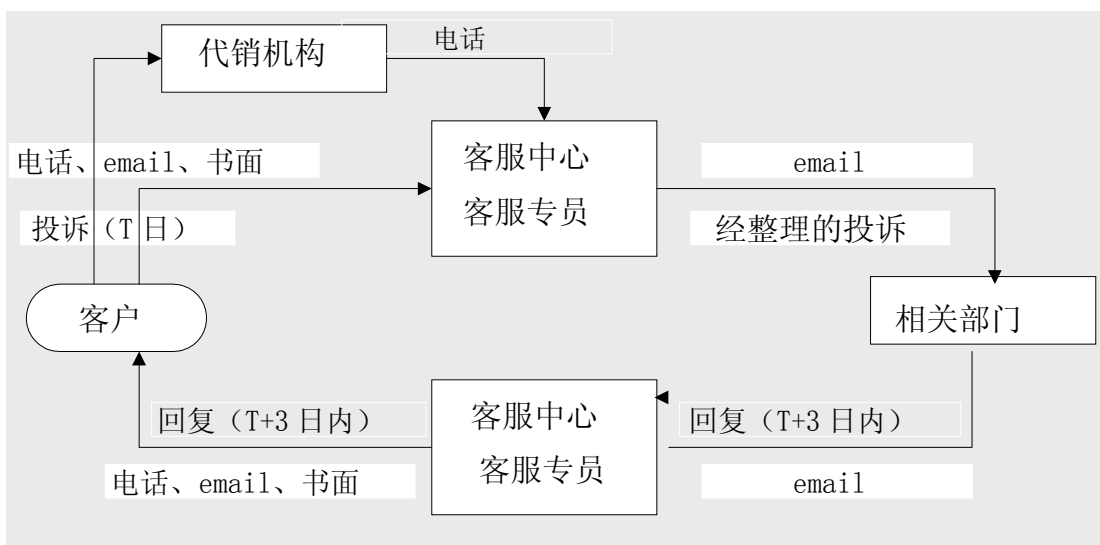 代销机构
电话
电话、email、书面
投诉（T 日）
客服中心
客服专员
email
经整理的投诉
客户
相关部门
回复（T+3 日内）
电话、email、书面
客服中心
客服专员
回复（T+3 日内）
email